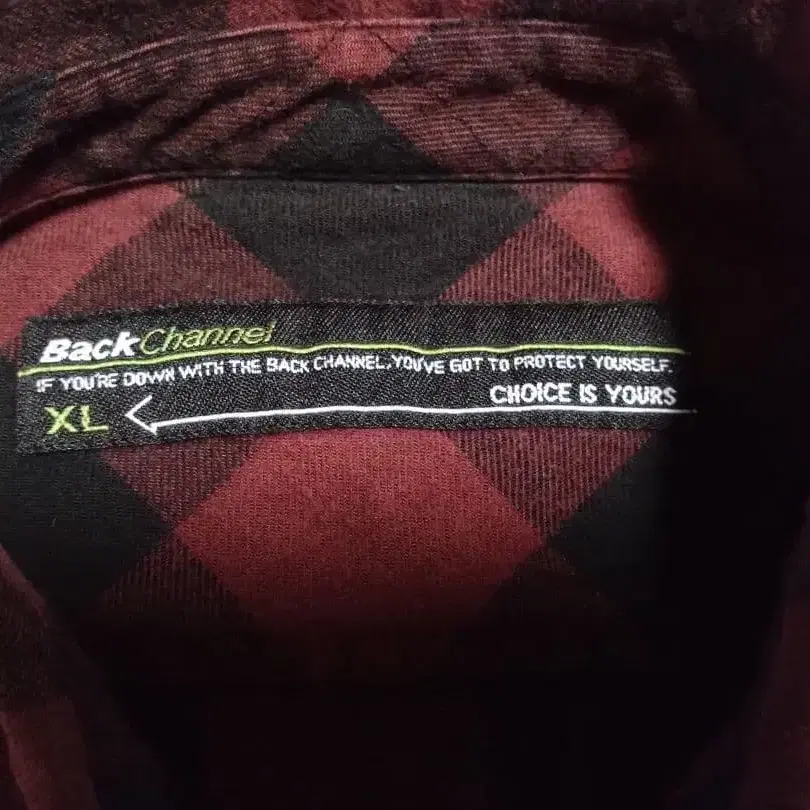 BackChannel
IF YOU'RE DOWN WITH THE BACK CHANNEL, YOU'VE GOT TO PROTECT YOURSELF.
CHOICE IS YOURS
XL